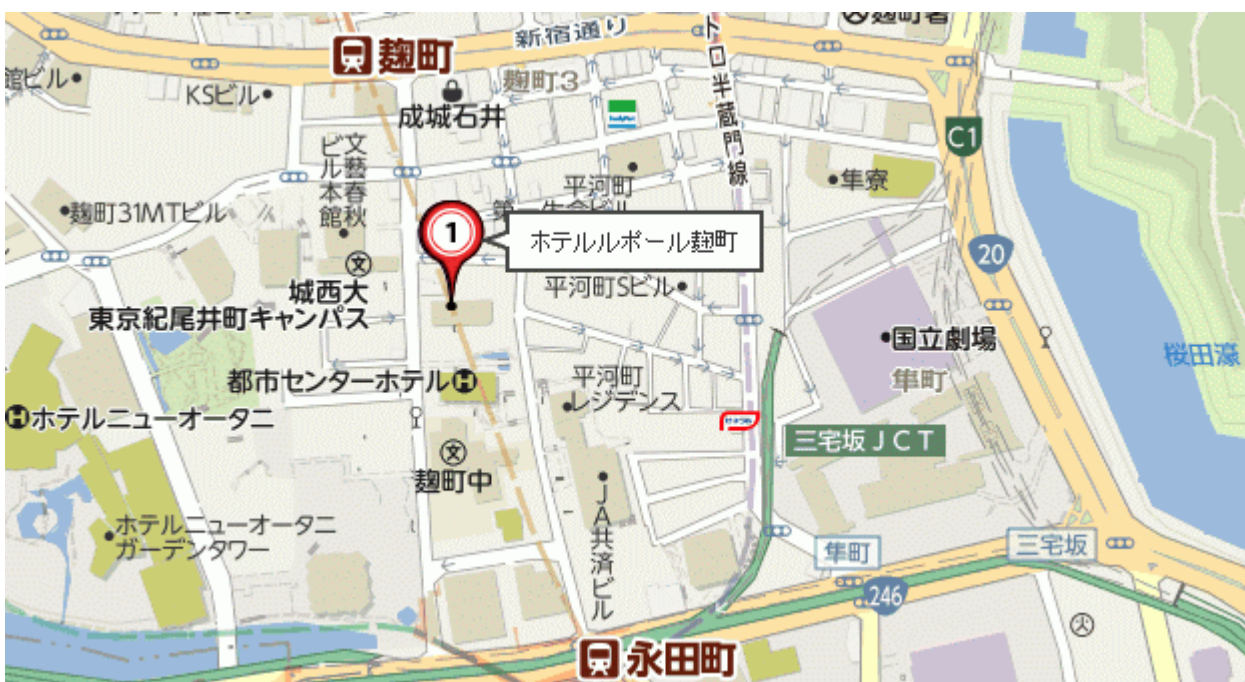 麹町署
新宿通り
麹町
館ビル
KSビル
麹町3
成城石井
FamilyMart
トロ半蔵門線
C1
文藝春秋
ビル本館
平河町
第一生命ビル
隼寮
麹町31MTビル
1
ホテルルポール麹町
20
城西大
東京紀尾井町キャンパス
平河町Sビル
国立劇場
隼町
桜田濠
都市センターホテル
平河町
レジデンス
ホテルニューオータニ
三宅坂JCT
麹町中
JA共済ビル
ホテルニューオータニ
ガーデンタワー
隼町
三宅坂
246
永田町